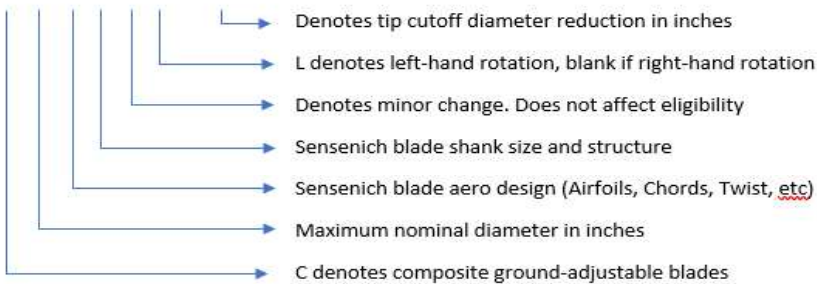 Denotes tip cutoff diameter reduction in inches
L denotes left-hand rotation, blank if right-hand rotation
Denotes minor change. Does not affect eligibility
Sensenich blade shank size and structure
Sensenich blade aero design (Airfoils, Chords, Twist, etc)
Maximum nominal diameter in inches
C denotes composite ground-adjustable blades